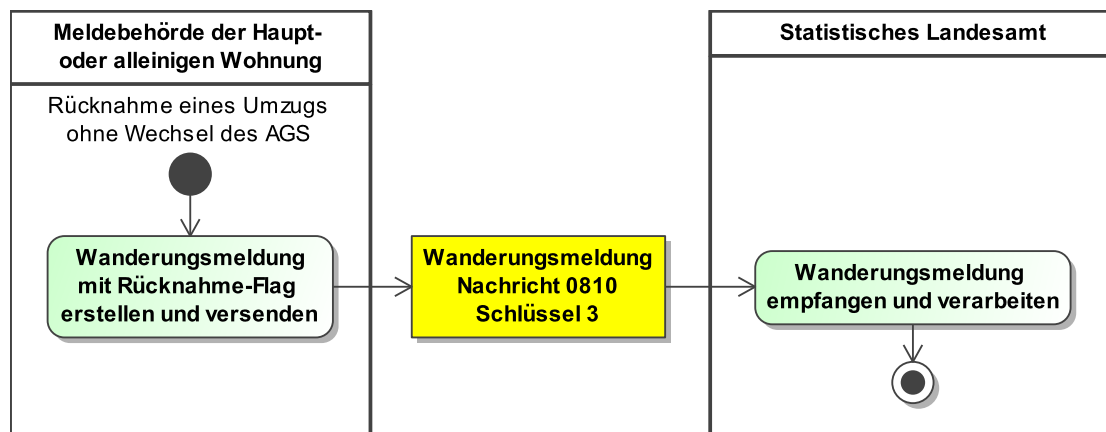 Meldebehörde der Haupt-
oder alleinigen Wohnung
Statistisches Landesamt
Rücknahme eines Umzugs
ohne Wechsel des AGS
Wanderungsmeldung
mit Rücknahme-Flag
erstellen und versenden
Wanderungsmeldung
Nachricht 0810
Schlüssel 3
Wanderungsmeldung
empfangen und verarbeiten